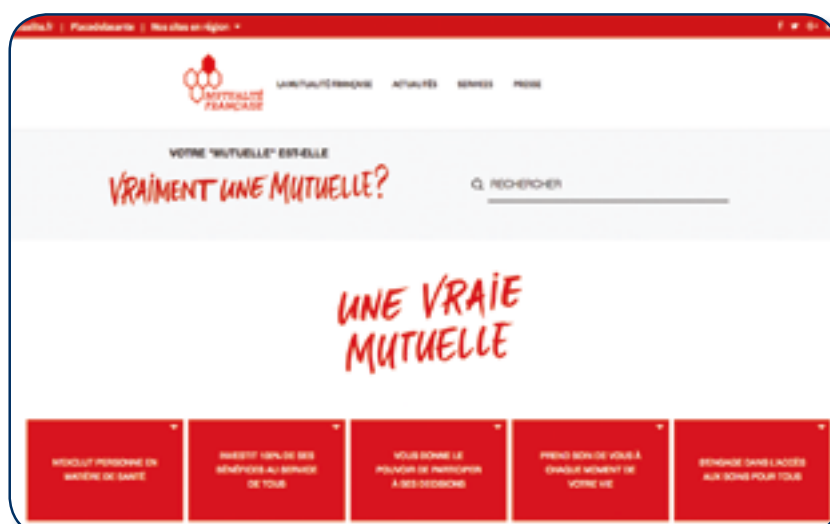 Placedelasante | Nos sites en région
MUTUALITÉ
FRANÇAISE
LA MUTUALITÉ FRANÇAISE ACTUALITÉS SERVICES PRESSE
VOTRE "MUTUELLE" EST-ELLE
VRAIMENT UNE MUTUELLE?
RECHERCHER
UNE VRAIE
MUTUELLE
N'EXCLUT PERSONNE EN
MATIÈRE DE SANTÉ
INVESTIT 100% DE SES
BÉNÉFICES AU SERVICE
DE TOUS
VOUS DONNE LE
POUVOIR DE PARTICIPER
À SES DECISIONS
PREND SOIN DE VOUS À
CHAQUE MOMENT DE
VOTRE VIE
S'ENGAGE DANS L'ACCÈS
AUX SOINS POUR TOUS